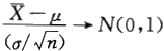 X̄ − μ
(σ/√n) → N(0,1)